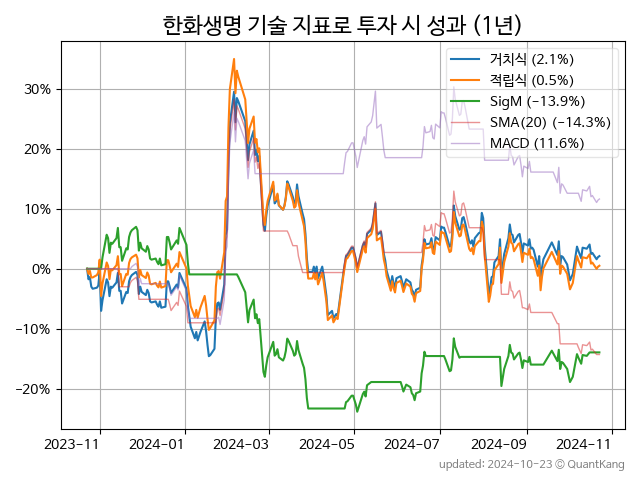 한화생명 기술 지표로 투자 시 성과 (1년)
거치식 (2.1%)
적립식 (0.5%)
SigM (−13.9%)
SMA(20) (−14.3%)
MACD (11.6%)
30%
20%
10%
0%
−10%
−20%
2023−11 2024−01 2024−03 2024−05 2024−07 2024−09 2024−11
updated: 2024-10-23 ⓒ QuantKang